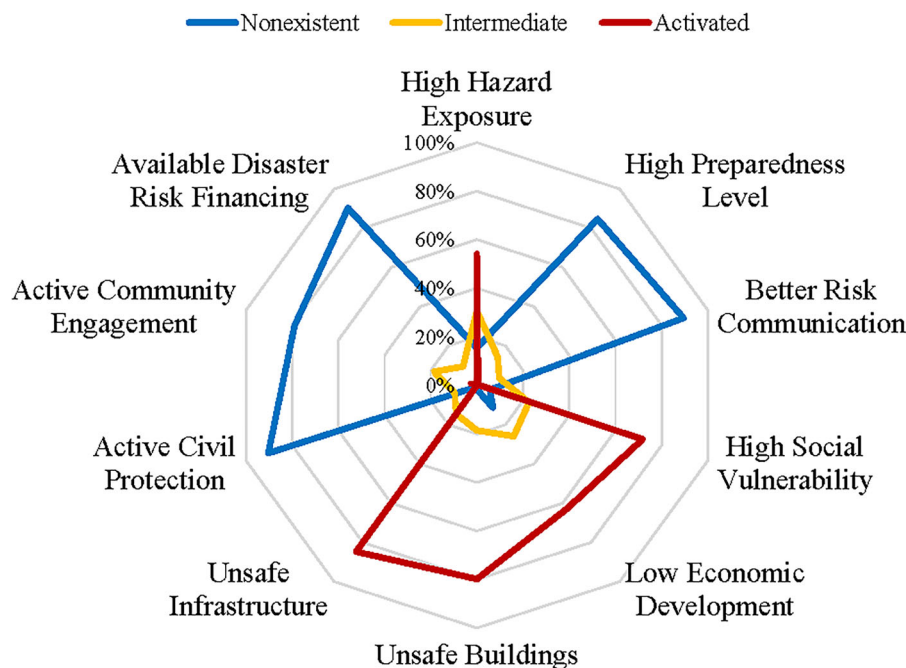 Nonexistent Intermediate Activated
High Hazard
Exposure
Available Disaster
Risk Financing
High Preparedness
Level
100%
80%
60%
40%
20%
0%
Active Community
Engagement
Better Risk
Communication
Active Civil
Protection
High Social
Vulnerability
Unsafe
Infrastructure
Low Economic
Development
Unsafe Buildings